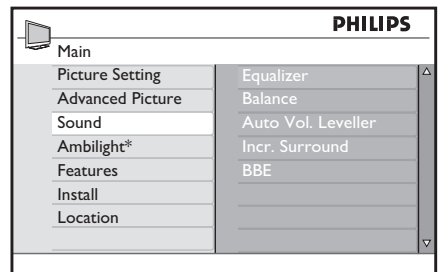 PHILIPS
Main
Picture Setting
Advanced Picture
Sound
Ambilight*
Features
Install
Location
Equalizer
Balance
Auto Vol. Leveller
Incr. Surround
BBE